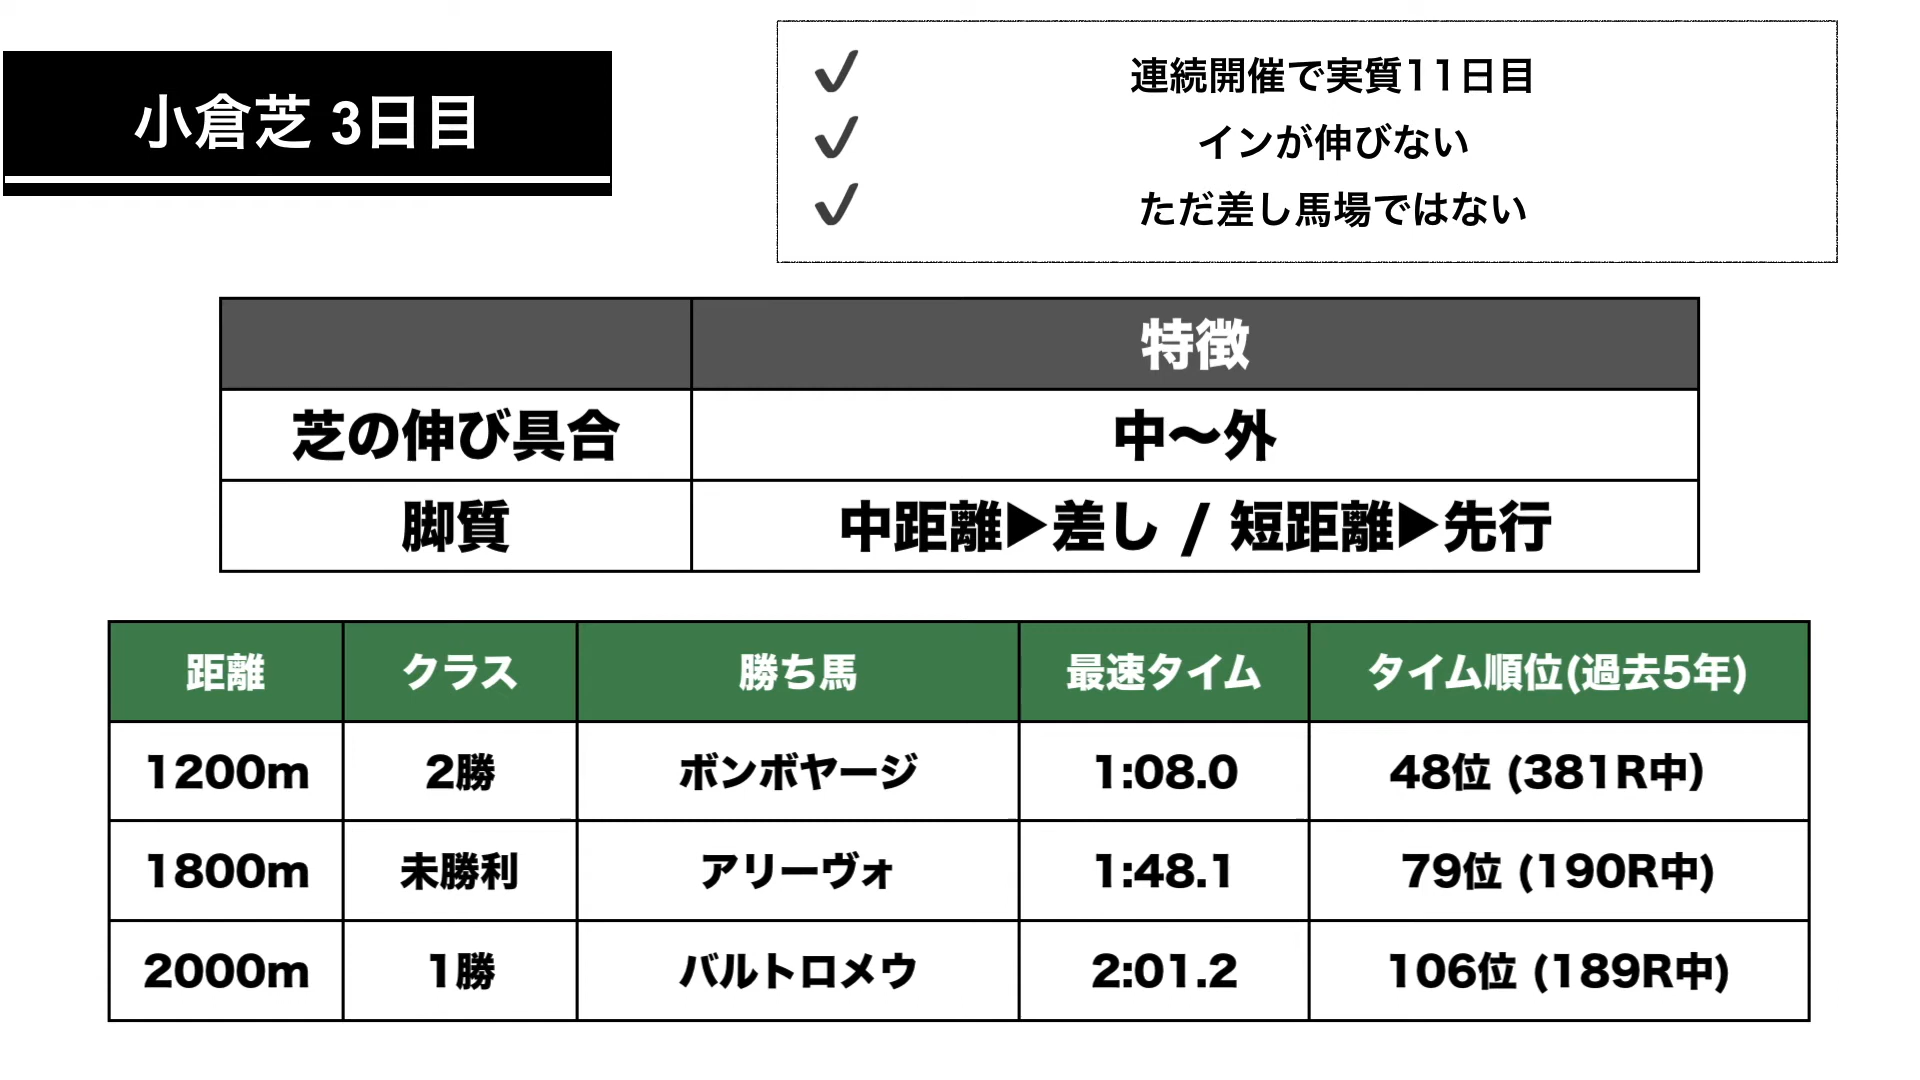 小倉芝 3日目
✓ 連続開催で実質11日目
✓ インが伸びない
✓ ただ差し馬場ではない
特徴
芝の伸び具合 中〜外
脚質 中距離▶差し / 短距離▶先行
距離 クラス 勝ち馬 最速タイム タイム順位(過去5年)
1200m 2勝 ボンボヤージ 1:08.0 48位 (381R中）
1800m 未勝利 アリーヴォ 1:48.1 79位 (190R中)
2000m 1勝 バルトロメウ 2:01.2 106位 (189R中)